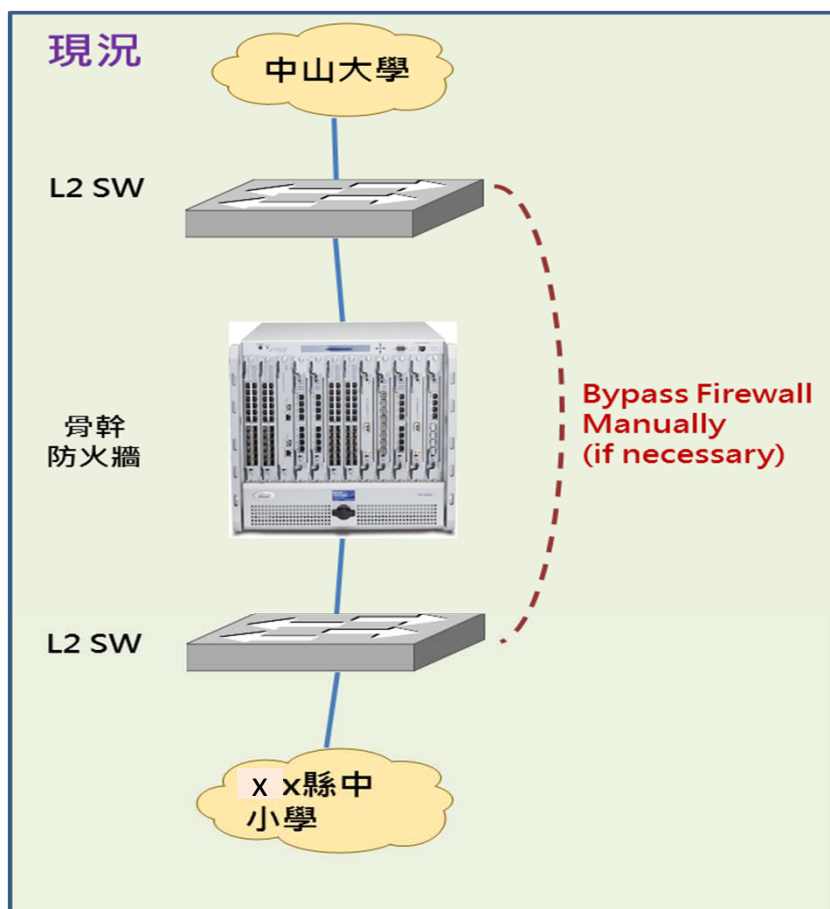 現況
中山大學
L2 SW
骨幹
防火牆
Bypass Firewall
Manually
(if necessary)
L2 SW
x x縣中
小學